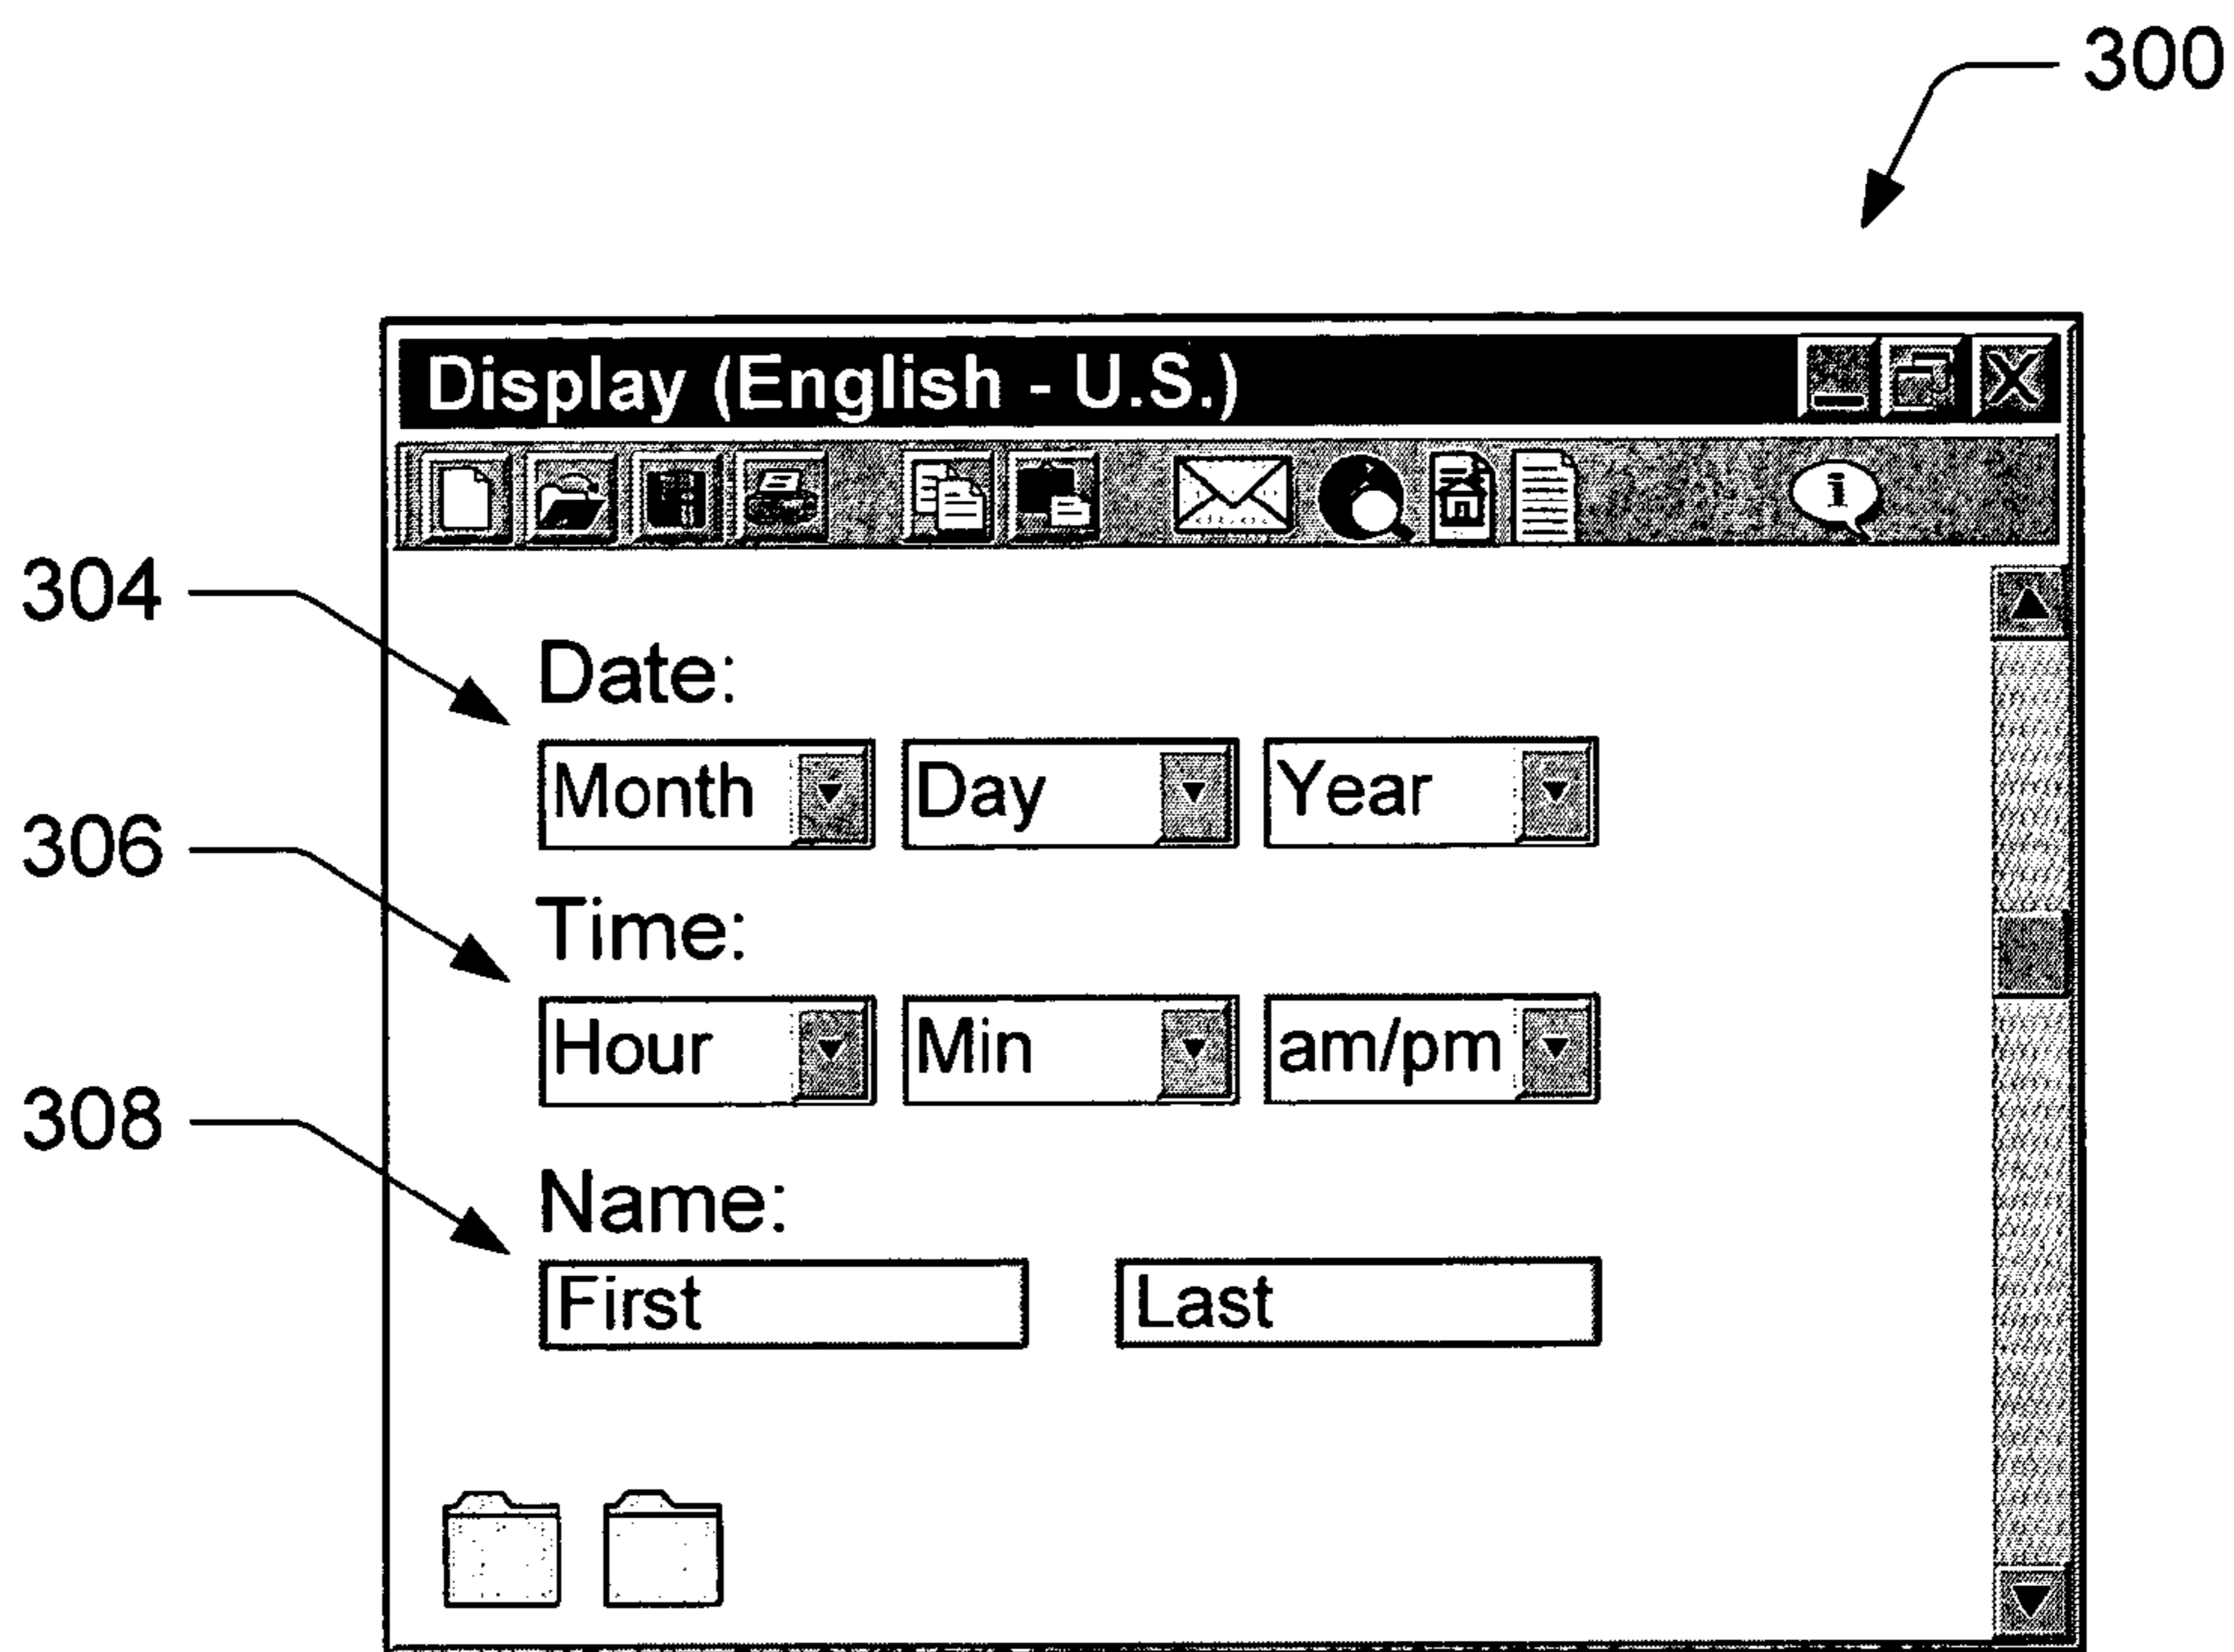 300
Display (English - U.S.)
304
Date:
Month Day Year
306
Time:
Hour Min am/pm
308
Name:
First Last